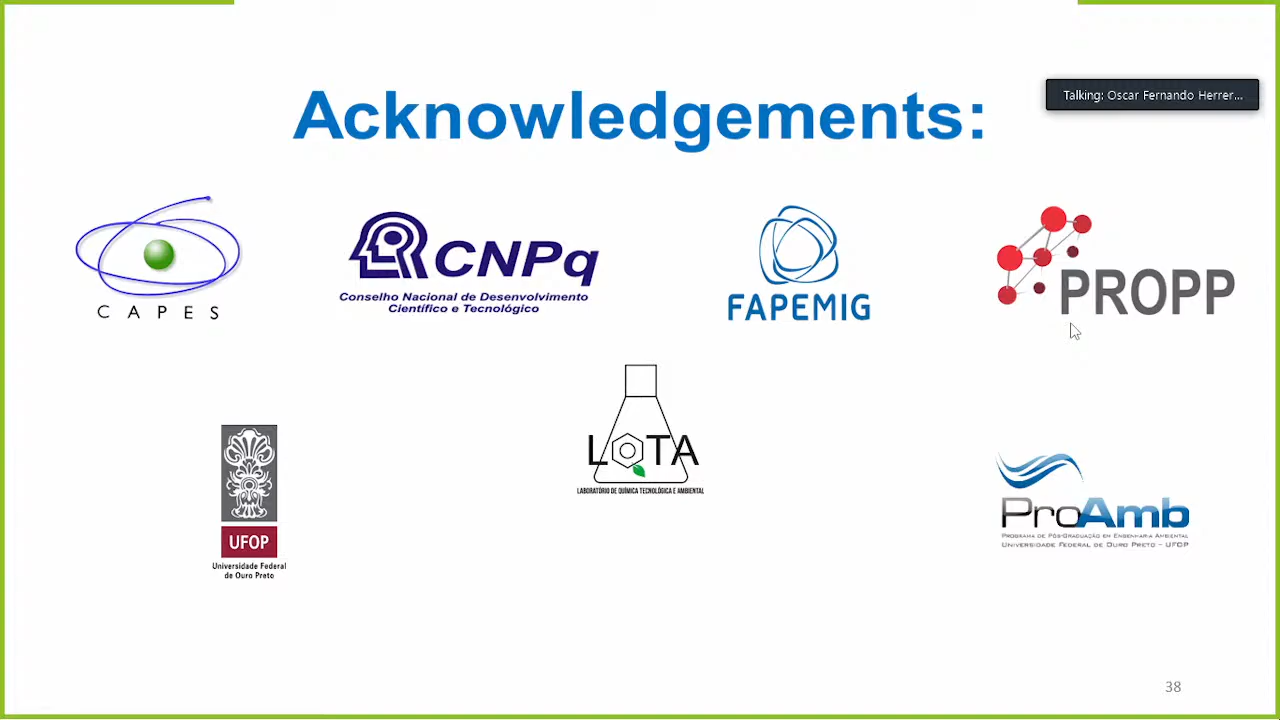 Acknowledgements:
Talking: Oscar Fernando Herrer...
CAPES
CNPq
Conselho Nacional de Desenvolvimento
Científico e Tecnológico
FAPEMIG
PROPP
LQTA
LABORATÓRIO DE QUÍMICA TECNOLÓGICA E AMBIENTAL
UFOP
Universidade Federal
de Ouro Preto
ProAmb
PROGRAMA DE PÓS-GRADUAÇÃO EM ENGENHARIA AMBIENTAL
UNIVERSIDADE FEDERAL DE OURO PRETO - UFOP
38